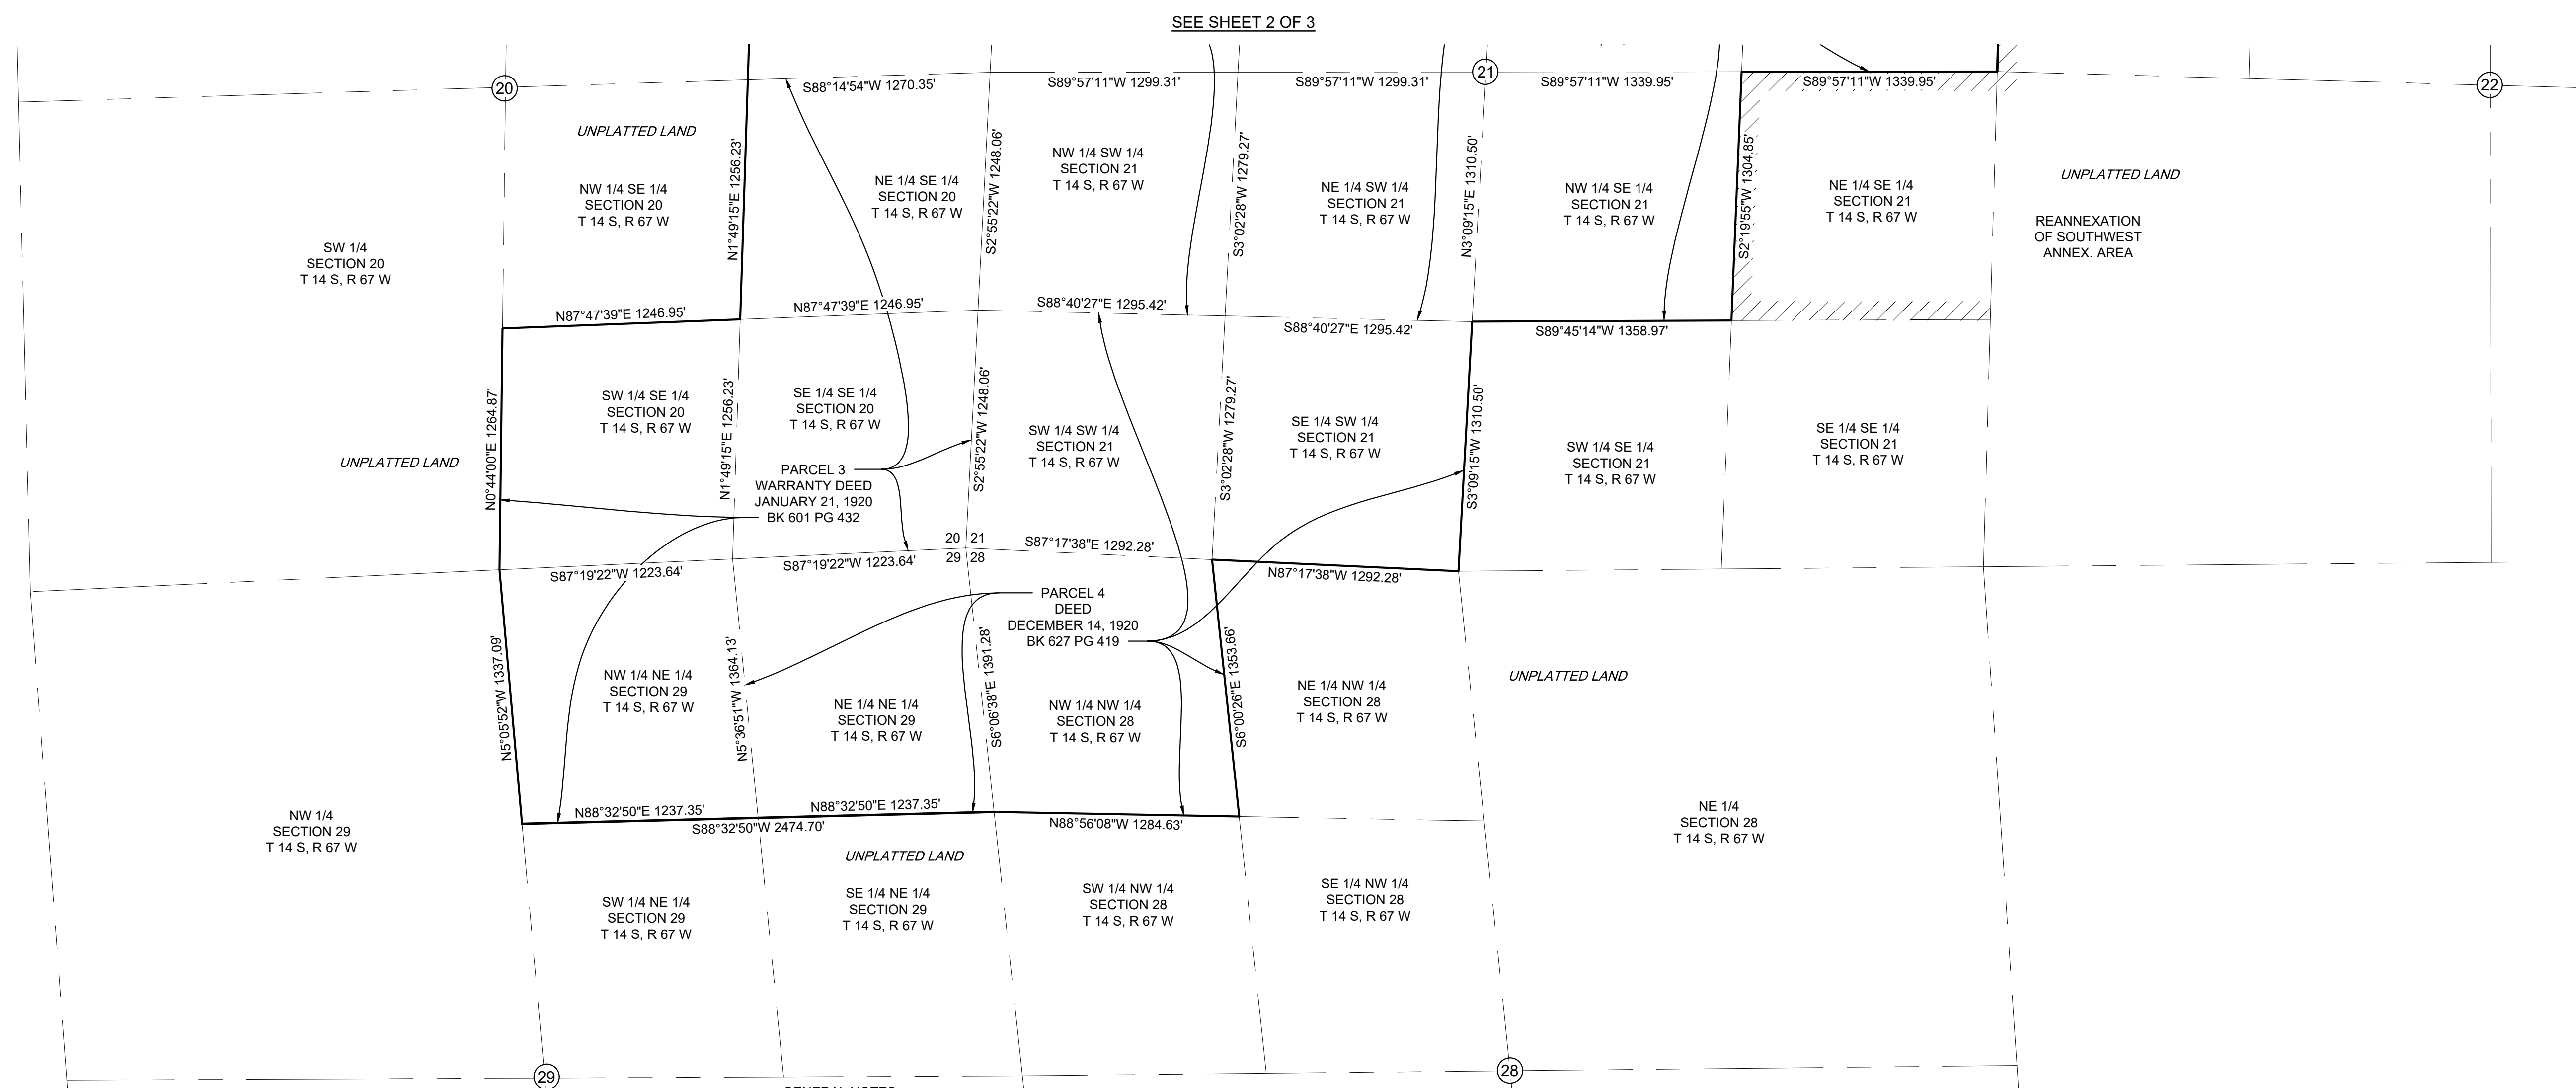 SEE SHEET 2 OF 3
20
21
22
S88°14'54"W 1270.35'
S89°57'11"W 1299.31'
S89°57'11"W 1299.31'
S89°57'11"W 1339.95'
S89°57'11"W 1339.95'
UNPLATTED LAND
NW 1/4 SE 1/4
SECTION 20
T 14 S, R 67 W
N1°49'15"E 1256.23'
NE 1/4 SE 1/4
SECTION 20
T 14 S, R 67 W
S2°55'22"W 1248.06'
NW 1/4 SW 1/4
SECTION 21
T 14 S, R 67 W
S3°02'28"W 1279.27'
NE 1/4 SW 1/4
SECTION 21
T 14 S, R 67 W
N3°09'15"E 1310.50'
NW 1/4 SE 1/4
SECTION 21
T 14 S, R 67 W
S2°19'55"W 1304.85'
NE 1/4 SE 1/4
SECTION 21
T 14 S, R 67 W
UNPLATTED LAND
REANNEXATION
OF SOUTHWEST
ANNEX. AREA
SW 1/4
SECTION 20
T 14 S, R 67 W
N87°47'39"E 1246.95'
N87°47'39"E 1246.95'
S88°40'27"E 1295.42'
S88°40'27"E 1295.42'
S89°45'14"W 1358.97'
UNPLATTED LAND
N0°44'00"E 1264.87'
SW 1/4 SE 1/4
SECTION 20
T 14 S, R 67 W
N1°49'15"E 1256.23'
SE 1/4 SE 1/4
SECTION 20
T 14 S, R 67 W
PARCEL 3
WARRANTY DEED
JANUARY 21, 1920
BK 601 PG 432
S2°55'22"W 1248.06'
SW 1/4 SW 1/4
SECTION 21
T 14 S, R 67 W
S3°02'28"W 1279.27'
SE 1/4 SW 1/4
SECTION 21
T 14 S, R 67 W
S3°09'15"W 1310.50'
SW 1/4 SE 1/4
SECTION 21
T 14 S, R 67 W
SE 1/4 SE 1/4
SECTION 21
T 14 S, R 67 W
20 21
29 28
S87°19'22"W 1223.64'
S87°19'22"W 1223.64'
S87°17'38"E 1292.28'
N87°17'38"W 1292.28'
PARCEL 4
DEED
DECEMBER 14, 1920
BK 627 PG 419
N5°05'52"W 1337.09'
NW 1/4 NE 1/4
SECTION 29
T 14 S, R 67 W
N5°36'51"W 1364.13'
NE 1/4 NE 1/4
SECTION 29
T 14 S, R 67 W
S6°06'38"E 1391.28'
NW 1/4 NW 1/4
SECTION 28
T 14 S, R 67 W
S6°00'26"E 1353.66'
NE 1/4 NW 1/4
SECTION 28
T 14 S, R 67 W
UNPLATTED LAND
NW 1/4
SECTION 29
T 14 S, R 67 W
N88°32'50"E 1237.35'
N88°32'50"E 1237.35'
S88°32'50"W 2474.70'
N88°56'08"W 1284.63'
NE 1/4
SECTION 28
T 14 S, R 67 W
UNPLATTED LAND
SW 1/4 NE 1/4
SECTION 29
T 14 S, R 67 W
SE 1/4 NE 1/4
SECTION 29
T 14 S, R 67 W
SW 1/4 NW 1/4
SECTION 28
T 14 S, R 67 W
SE 1/4 NW 1/4
SECTION 28
T 14 S, R 67 W
29
28